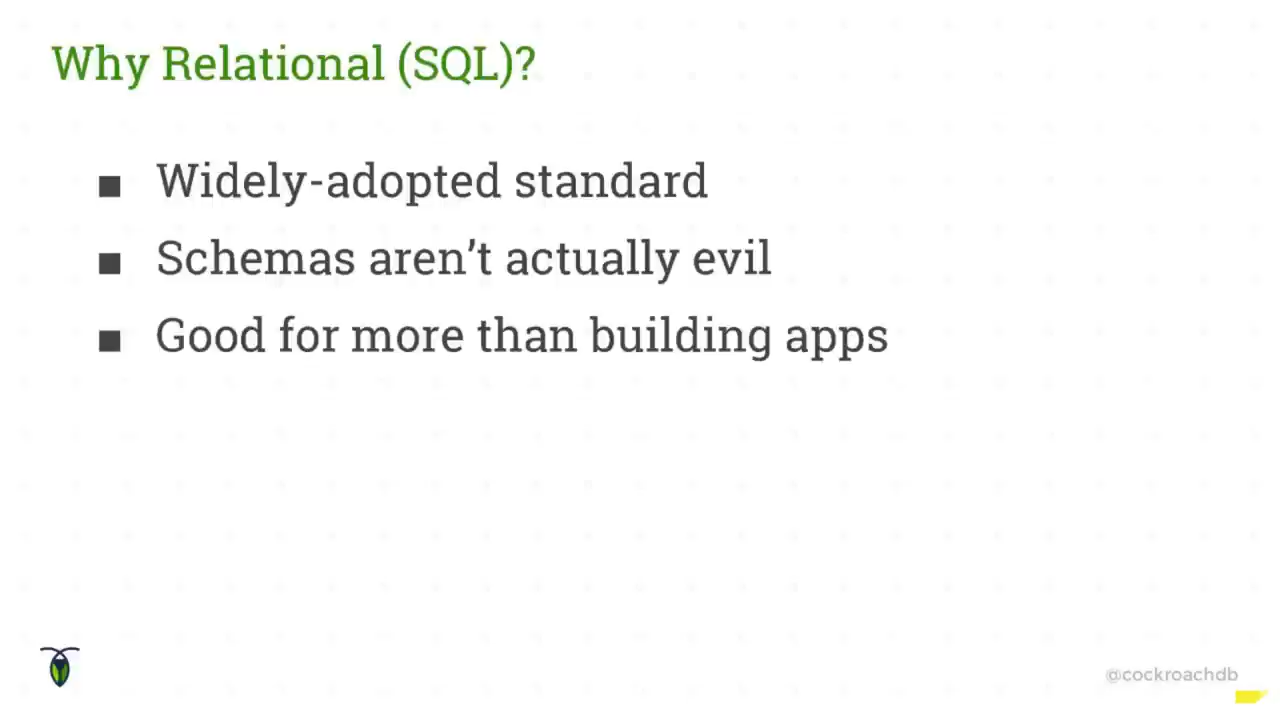 Why Relational (SQL)?
■ Widely-adopted standard
■ Schemas aren’t actually evil
■ Good for more than building apps
@cockroachdb